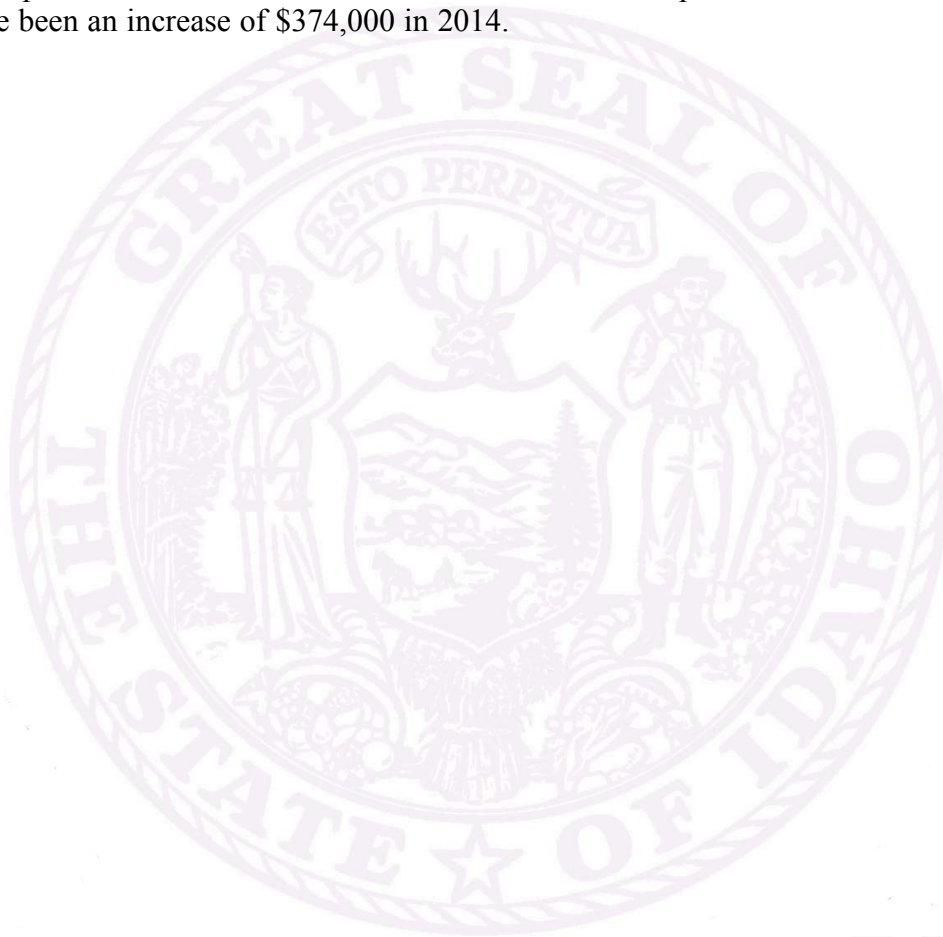 been an increase of $374,000 in 2014.
GREAT SEAL OF
ESTO PERPETUA
THE STATE OF IDAHO